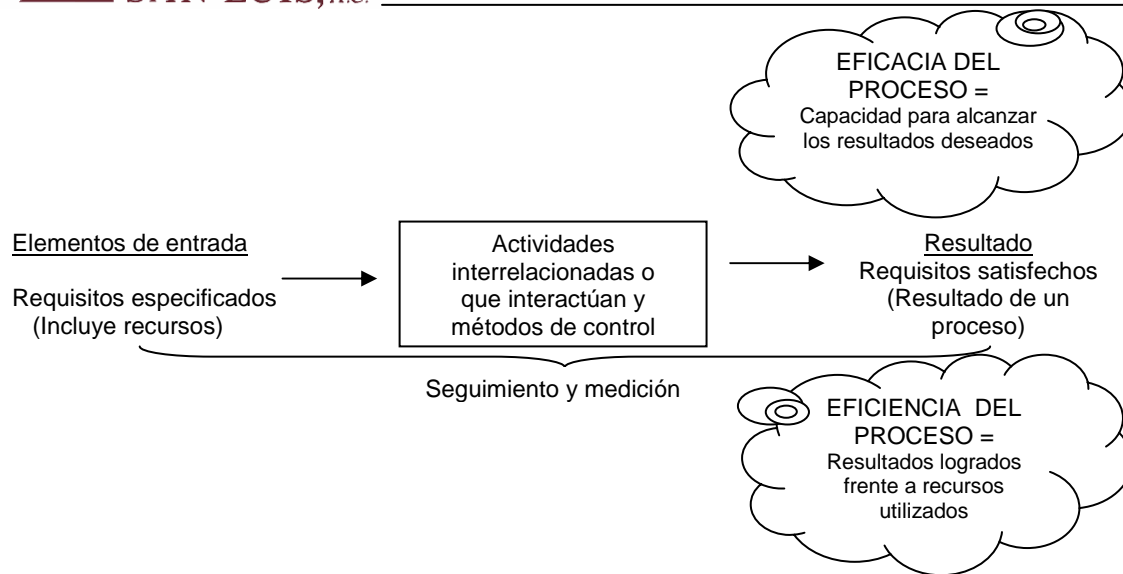 SAN LUIS, A.C.
EFICACIA DEL
PROCESO =
Capacidad para alcanzar
los resultados deseados
Elementos de entrada
Requisitos especificados
(Incluye recursos)
Actividades
interrelacionadas o
que interactúan y
métodos de control
Resultado
Requisitos satisfechos
(Resultado de un
proceso)
Seguimiento y medición
EFICIENCIA DEL
PROCESO =
Resultados logrados
frente a recursos
utilizados